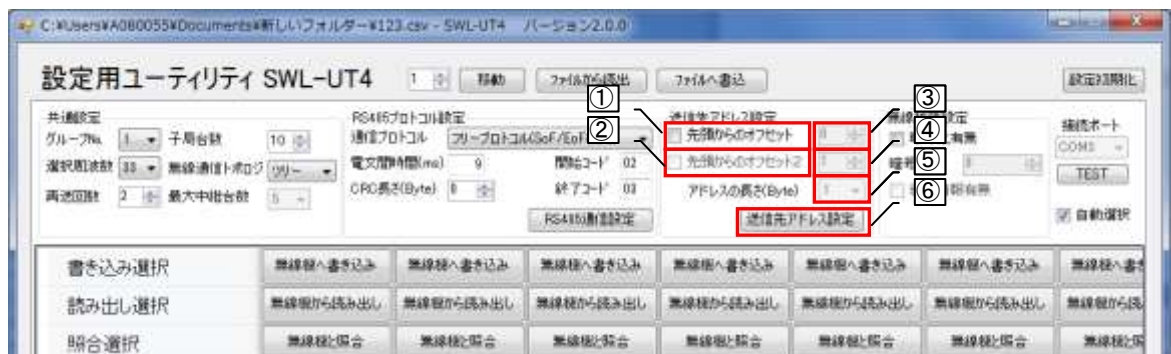 C:¥Users¥A080055¥Documents¥新しいフォルダー¥123.csv - SWL-UT4 バージョン2.0.0
設定用ユーティリティ SWL-UT4 1 移動 ファイルから読出 ファイルへ書込 設定初期化
共通設定
グループNo. 1 子局台数 10
選択周波数 33 無線通信トポロジ ツリー
再送回数 2 最大中継台数 5
RS485プロトコル設定
通信プロトコル フリープロトコル(SoF/EoF
電文間時間(ms) 9 開始コード 02
CRC長さ(Byte) 0 終了コード 03
RS485通信設定
送信先アドレス設定
① 先頭からのオフセット 0 ③
② 先頭からのオフセット2 ④
アドレスの長さ(Byte) 1 ⑤
送信先アドレス設定 ⑥
接続ポート
COM3
TEST
自動選択
書き込み選択 無線機へ書き込み 無線機へ書き込み 無線機へ書き込み 無線機へ書き込み 無線機へ書き込み 無線機へ書き込み 無線機へ書き
読み出し選択 無線機から読み出し 無線機から読み出し 無線機から読み出し 無線機から読み出し 無線機から読み出し 無線機から読み出し 無線機から読
照合選択 無線機と照合 無線機と照合 無線機と照合 無線機と照合 無線機と照合 無線機と照合 無線機と照